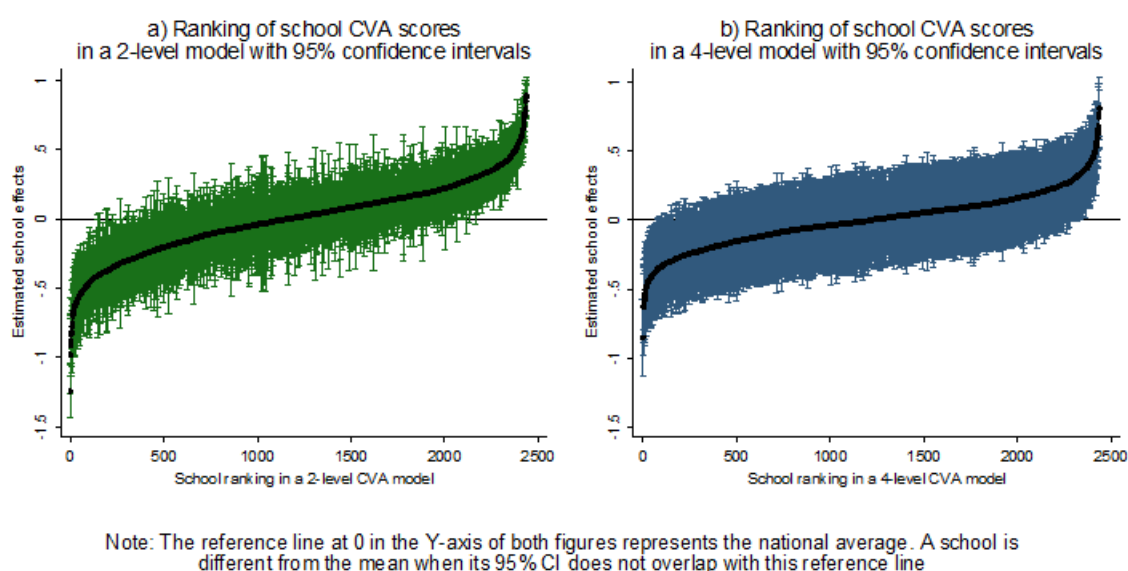 a) Ranking of school CVA scores
in a 2-level model with 95% confidence intervals
Estimated school effects
1
.5
0
-.5
-1
-1.5
0 500 1000 1500 2000 2500
School ranking in a 2-level CVA model
b) Ranking of school CVA scores
in a 4-level model with 95% confidence intervals
Estimated school effects
1
.5
0
-.5
-1
-1.5
0 500 1000 1500 2000 2500
School ranking in a 4-level CVA model
Note: The reference line at 0 in the Y-axis of both figures represents the national average. A school is
different from the mean when its 95% CI does not overlap with this reference line